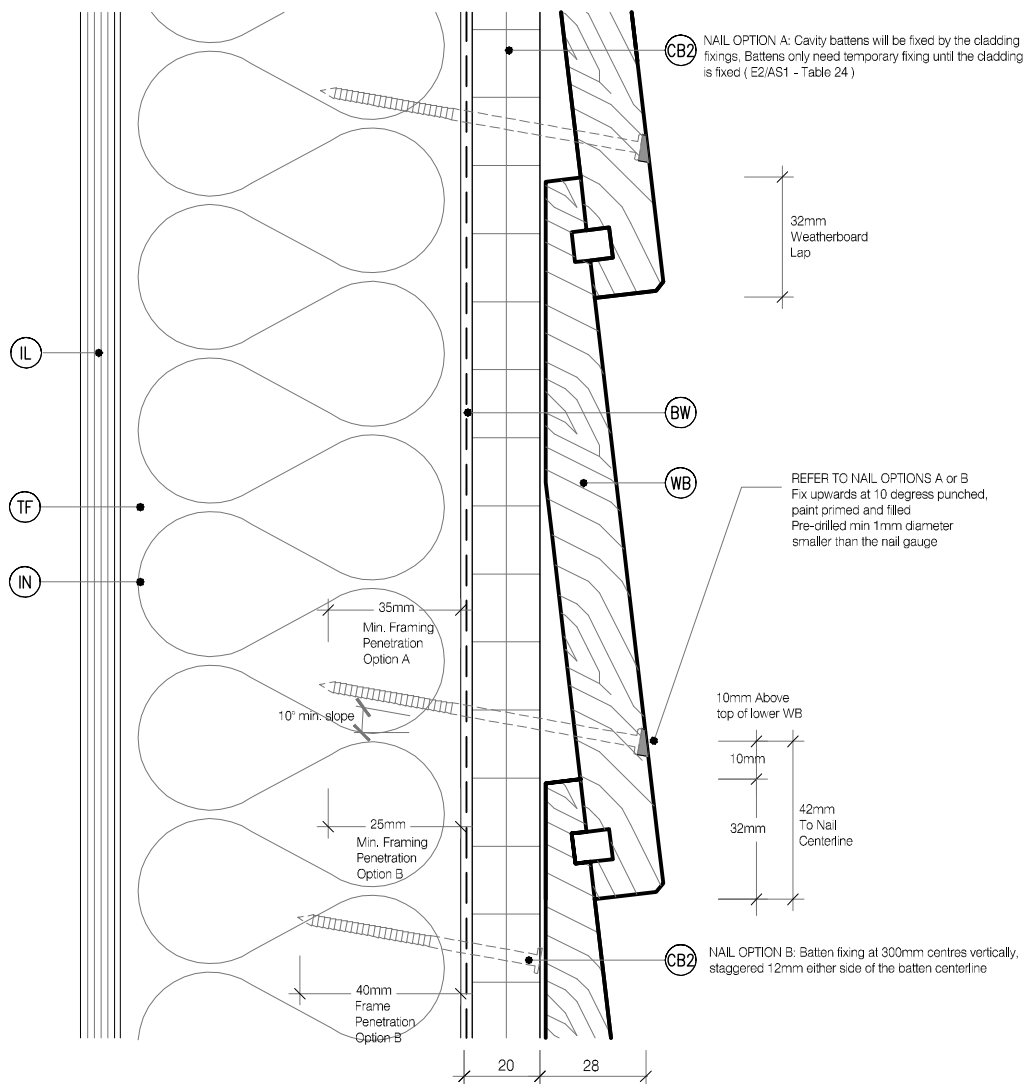 CB2
NAIL OPTION A: Cavity battens will be fixed by the cladding
fixings, Battens only need temporary fixing until the cladding
is fixed ( E2/AS1 - Table 24 )
32mm
Weatherboard
Lap
IL
BW
WB
TF
IN
REFER TO NAIL OPTIONS A or B
Fix upwards at 10 degress punched,
paint primed and filled
Pre-drilled min 1mm diameter
smaller than the nail gauge
35mm
Min. Framing
Penetration
Option A
10° min. slope
10mm Above
top of lower WB
10mm
32mm
42mm
To Nail
Centerline
25mm
Min. Framing
Penetration
Option B
CB2
NAIL OPTION B: Batten fixing at 300mm centres vertically,
staggered 12mm either side of the batten centerline
40mm
Frame
Penetration
Option B
20
28